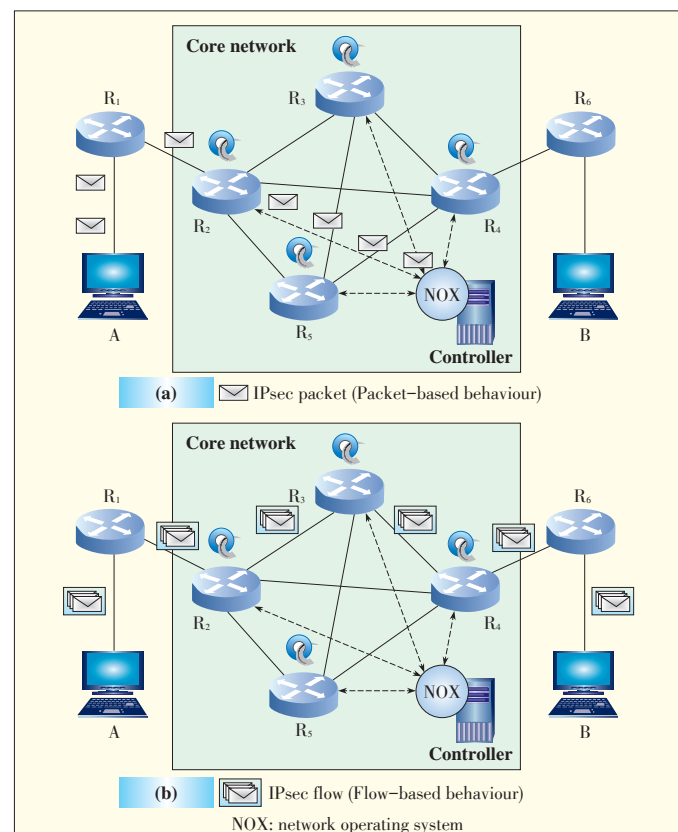 Core network
R3
R1
R6
R2
R4
R5
NOX
A
B
Controller
(a) IPsec packet (Packet-based behaviour)
Core network
R1
R3
R6
R2
R4
R5
NOX
A
B
Controller
(b) IPsec flow (Flow-based behaviour)
NOX: network operating system